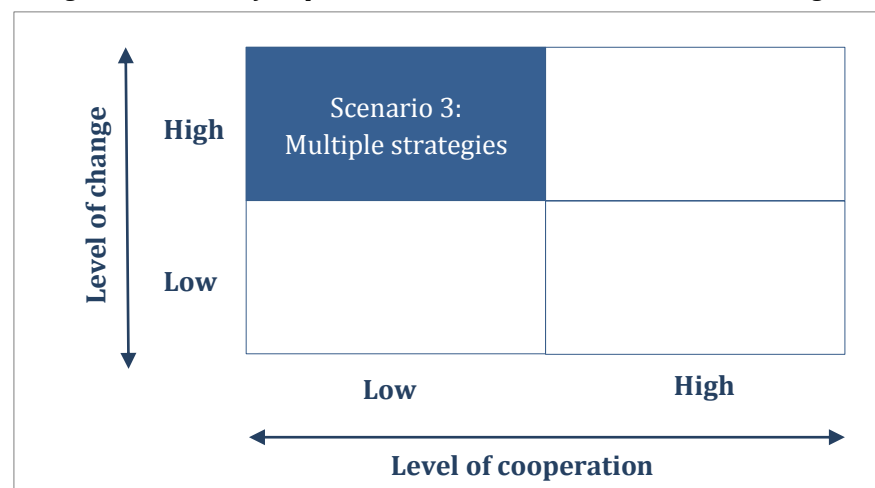 Scenario 3:
Multiple strategies
High
Low
Level of change
Low
High
Level of cooperation